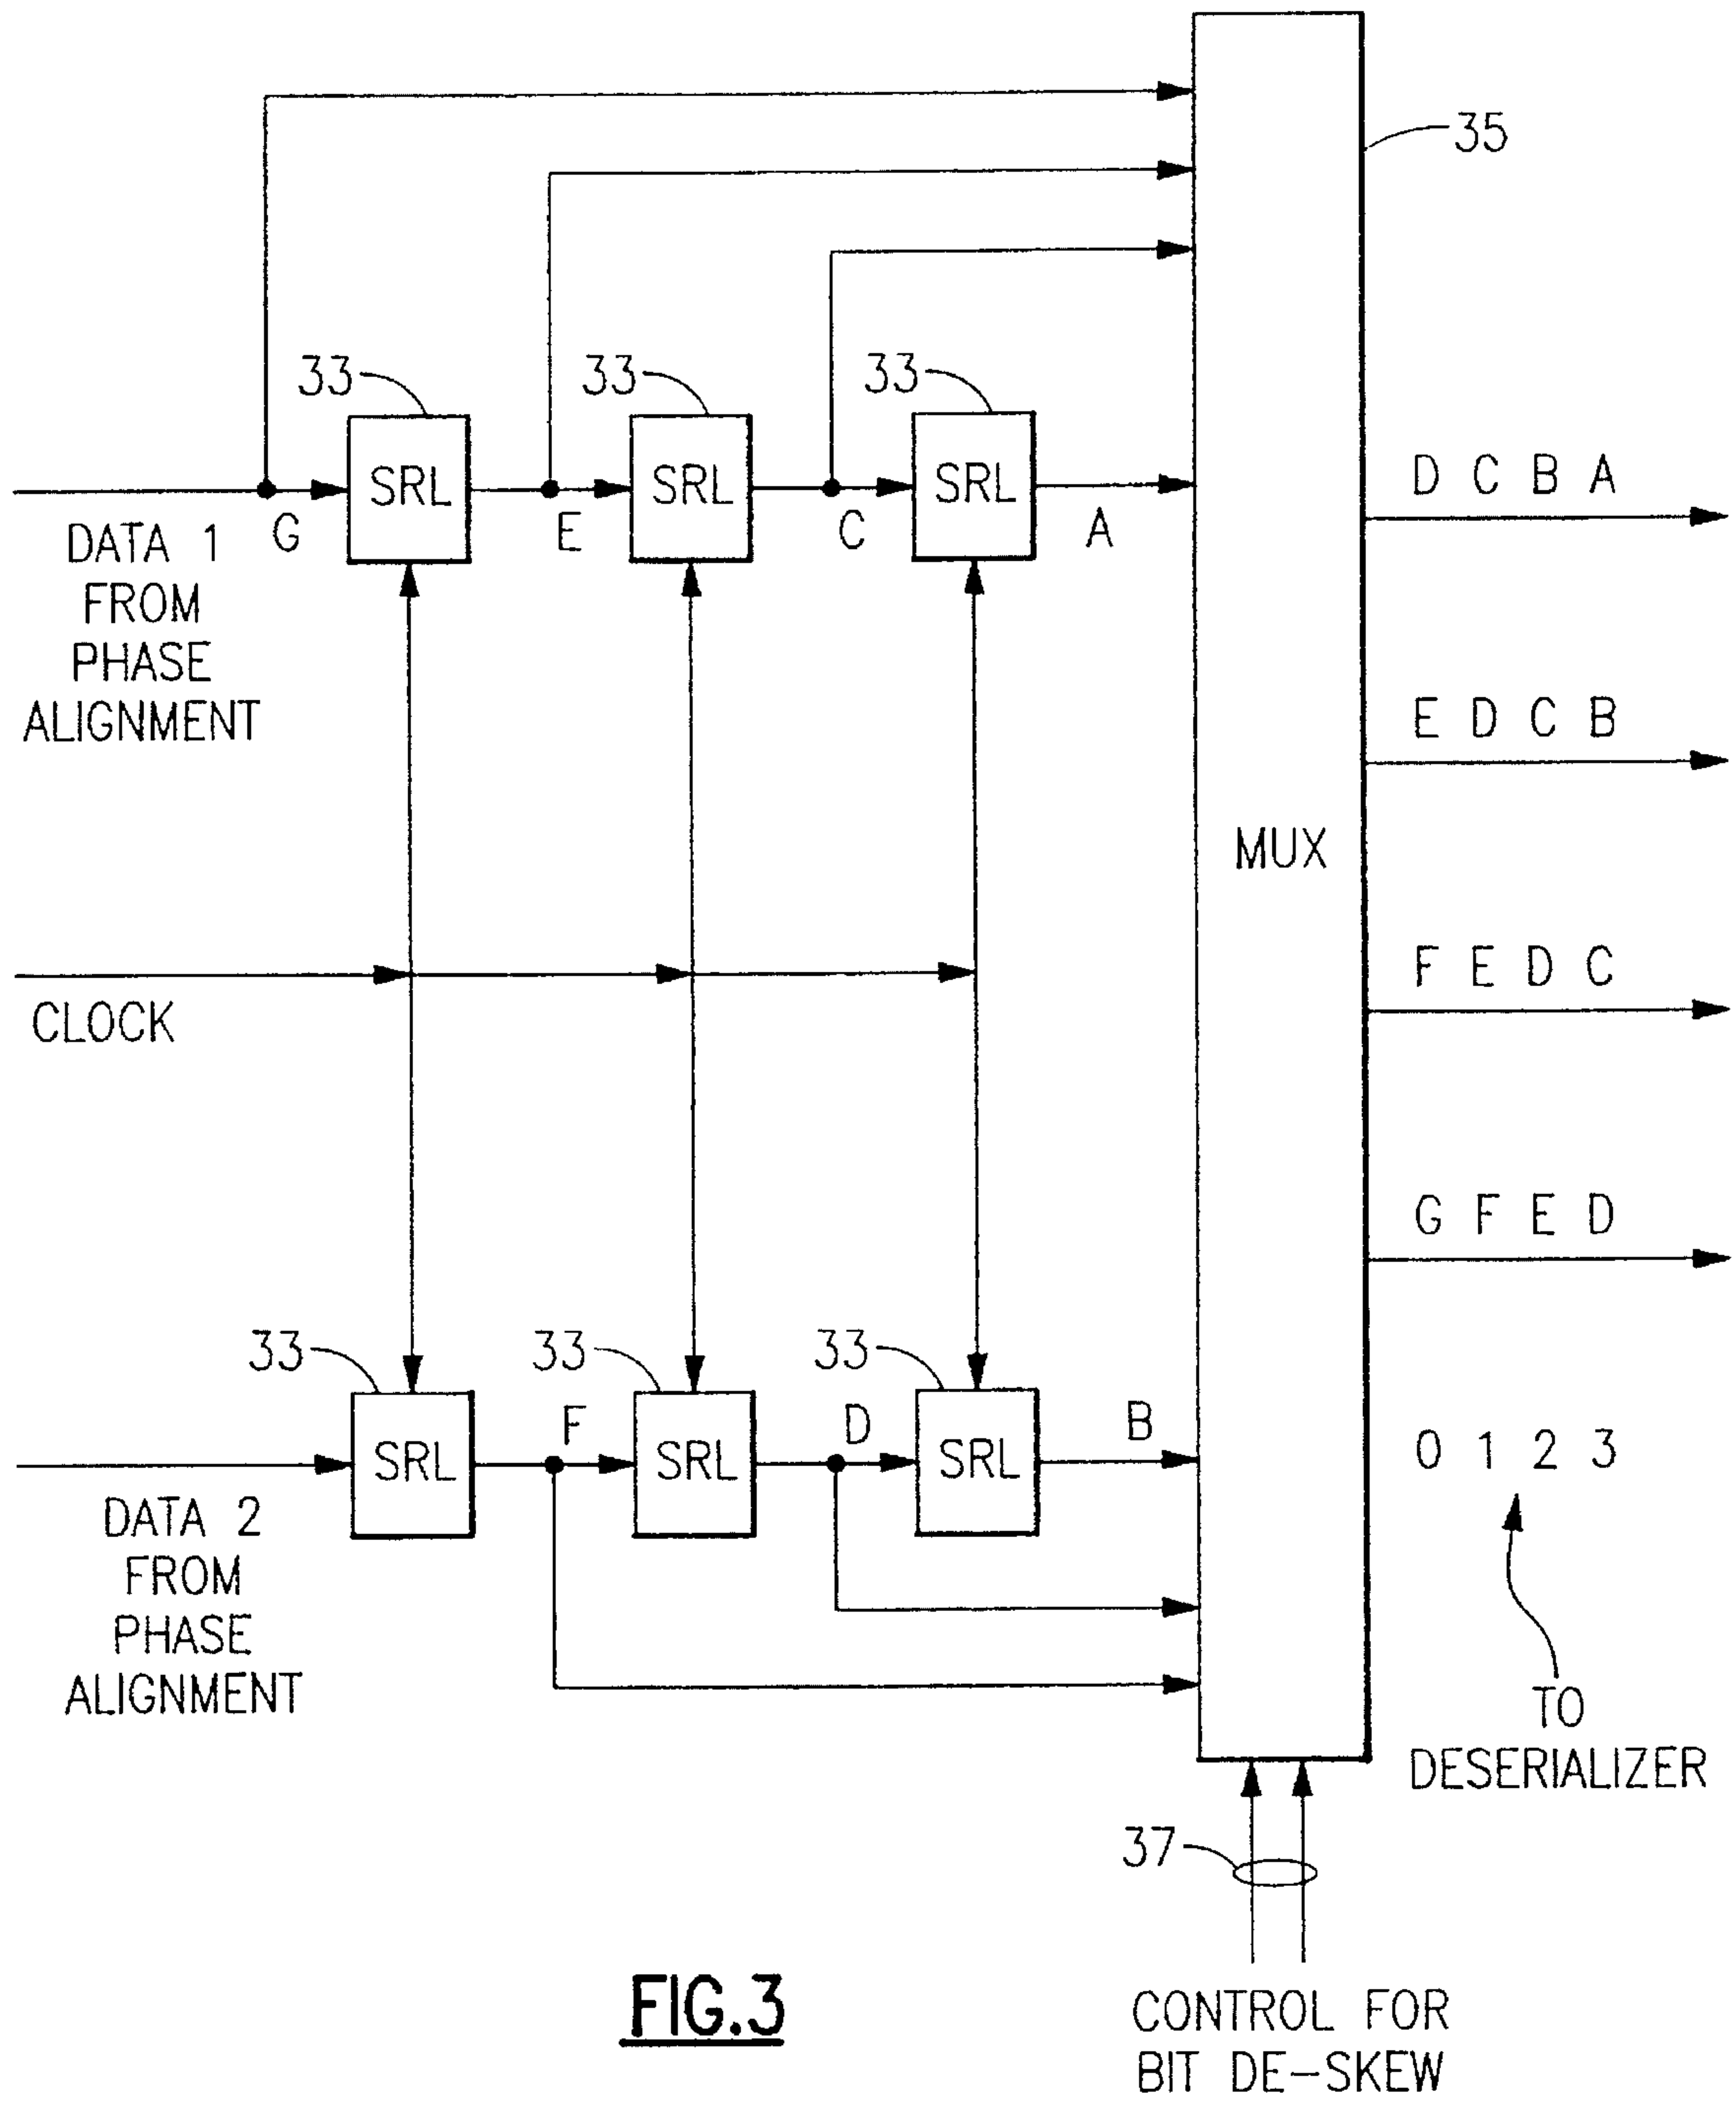 35
33 33 33
SRL SRL SRL
D C B A
G E C A
DATA 1
FROM
PHASE
ALIGNMENT
E D C B
MUX
F E D C
CLOCK
G F E D
33 33 33
F D B
SRL SRL SRL
0 1 2 3
DATA 2
FROM
PHASE
ALIGNMENT
TO
DESERIALIZER
37
CONTROL FOR
BIT DE-SKEW
FIG.3